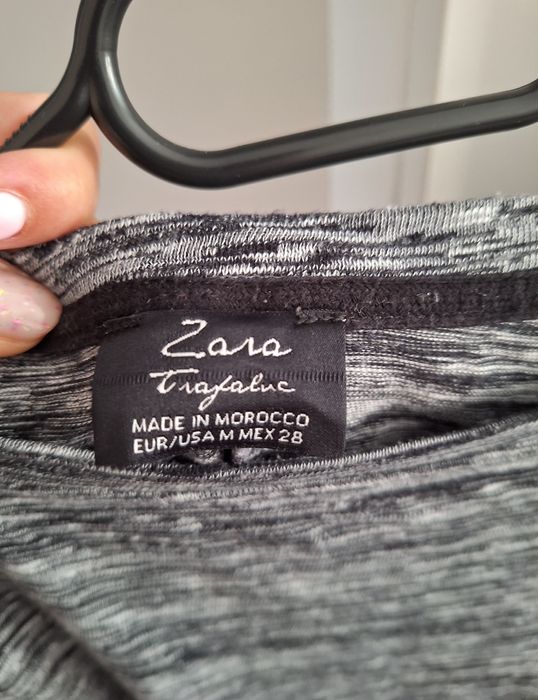 Zara
Trafaluc
MADE IN MOROCCO
EUR/USA M MEX 28